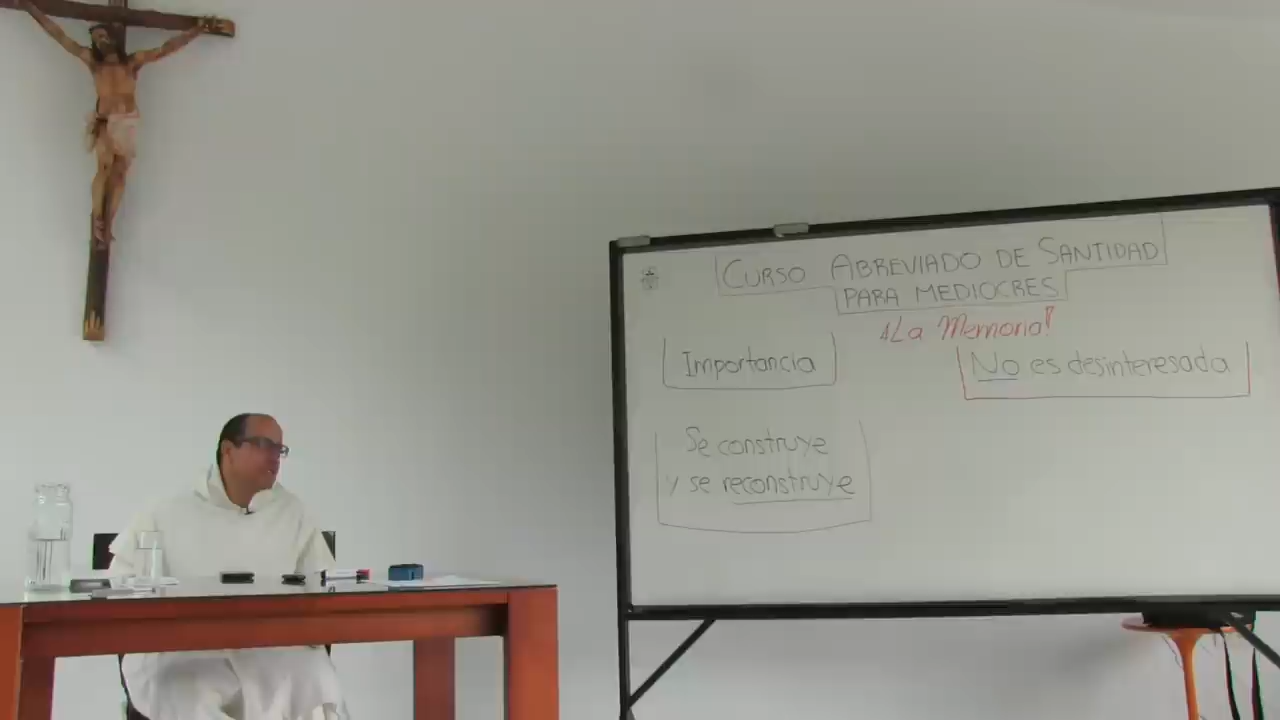 CURSO ABREVIADO DE SANTIDAD
PARA MEDIOCRES
¡La Memoria!
Importancia
No es desinteresada
Se construye
y se reconstruye